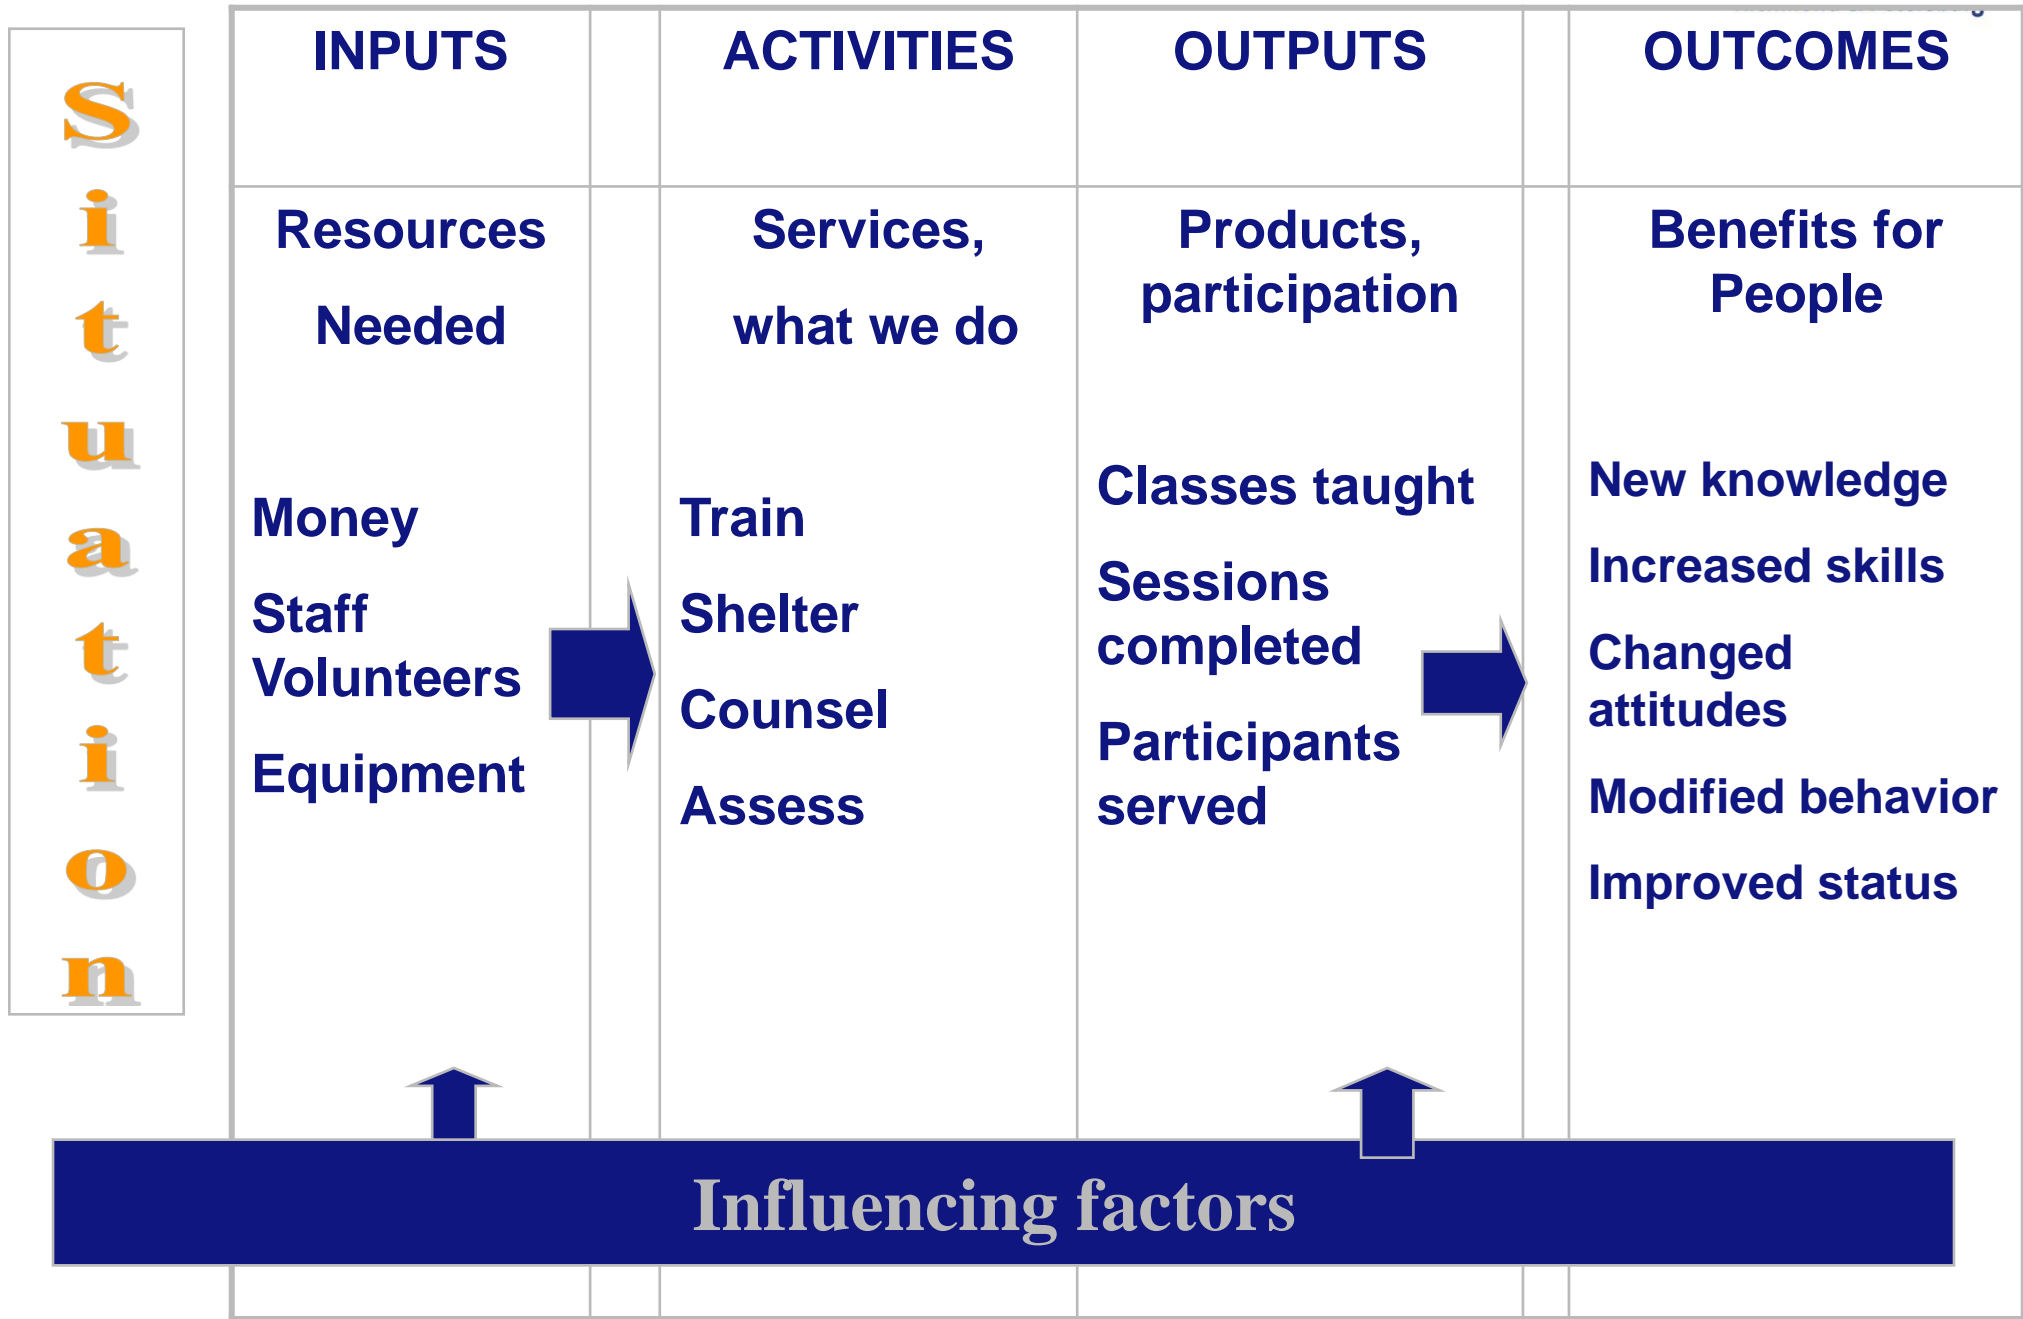 Situation
INPUTS
ACTIVITIES
OUTPUTS
OUTCOMES
Resources
Needed
Services,
what we do
Products,
participation
Benefits for
People
Money
Staff
Volunteers
Equipment
Train
Shelter
Counsel
Assess
Classes taught
Sessions
completed
Participants
served
New knowledge
Increased skills
Changed
attitudes
Modified behavior
Improved status
Influencing factors